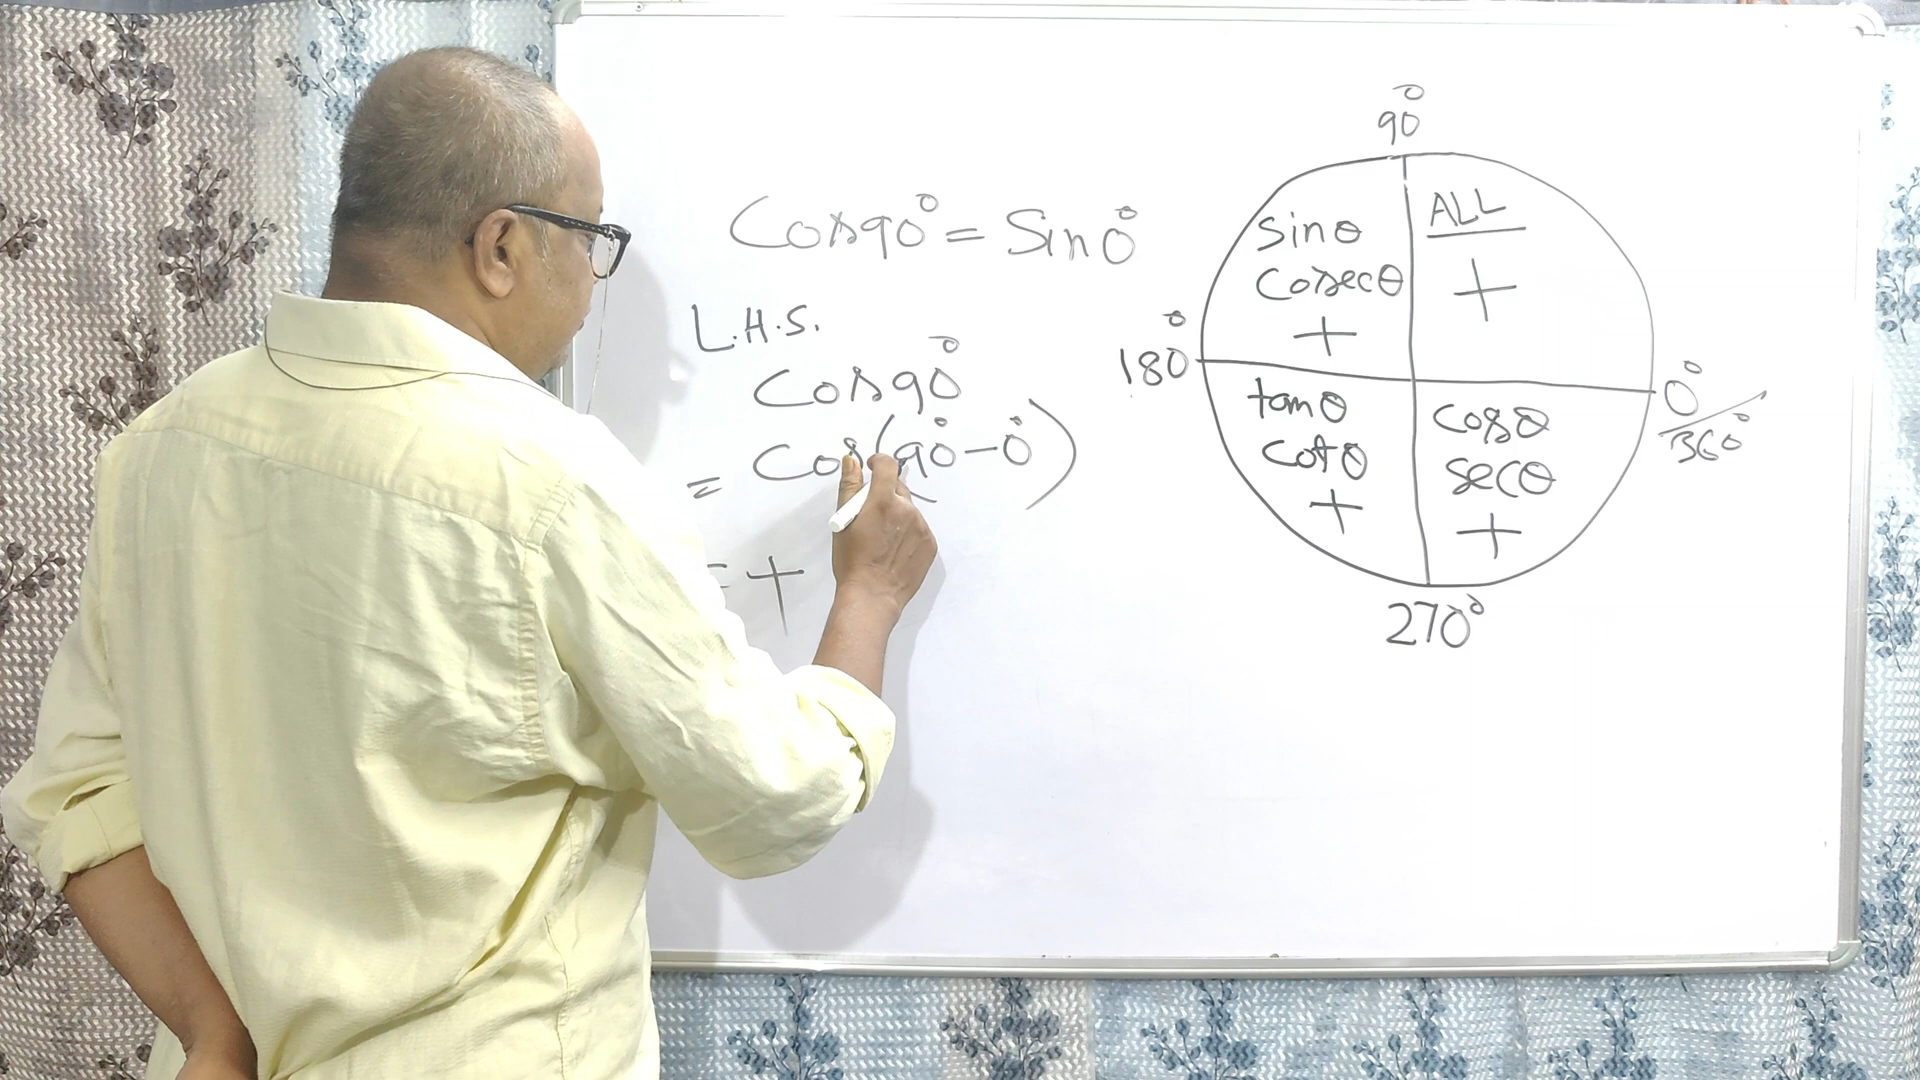 Cos90° = Sin0°
L.H.S.
Cos90°
= Cos(90°-0°)
= +
90°
Sinθ
Cosecθ
+
ALL
+
180°
0°/360°
tanθ
Cotθ
+
Cosθ
Secθ
+
270°